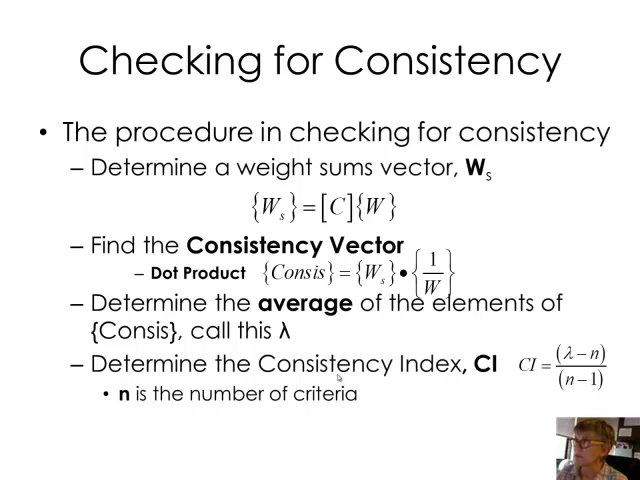 Checking for Consistency
• The procedure in checking for consistency
– Determine a weight sums vector, Ws
{Ws} = [C]{W}
– Find the Consistency Vector
– Dot Product {Consis} = {Ws} • {1/W}
– Determine the average of the elements of
{Consis}, call this λ
– Determine the Consistency Index, CI CI = (λ – n)/(n – 1)
• n is the number of criteria